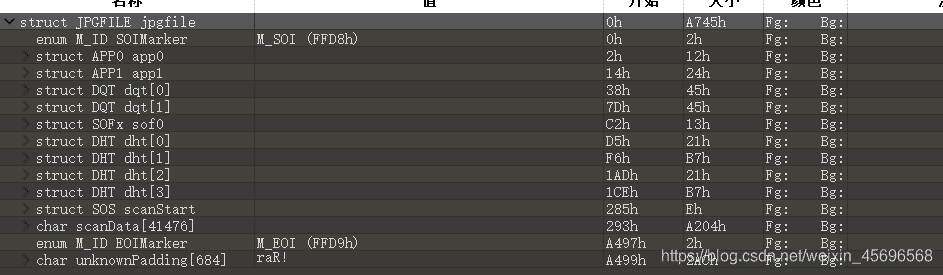 名称 值 开始 大小 颜色
struct JPGFILE jpgfile 0h A745h Fg: Bg:
enum M_ID SOIMarker M_SOI (FFD8h) 0h 2h Fg: Bg:
struct APP0 app0 2h 12h Fg: Bg:
struct APP1 app1 14h 24h Fg: Bg:
struct DQT dqt[0] 38h 45h Fg: Bg:
struct DQT dqt[1] 7Dh 45h Fg: Bg:
struct SOFx sof0 C2h 13h Fg: Bg:
struct DHT dht[0] D5h 21h Fg: Bg:
struct DHT dht[1] F6h B7h Fg: Bg:
struct DHT dht[2] 1ADh 21h Fg: Bg:
struct DHT dht[3] 1CEh B7h Fg: Bg:
struct SOS scanStart 285h Eh Fg: Bg:
char scanData[41476] 293h A204h Fg: Bg:
enum M_ID EOIMarker M_EOI (FFD9h) A497h 2h Fg: Bg:
char unknownPadding[684] raR! A499h 2ACh Fg: Bg:
https://blog.csdn.net/weixin_45696568